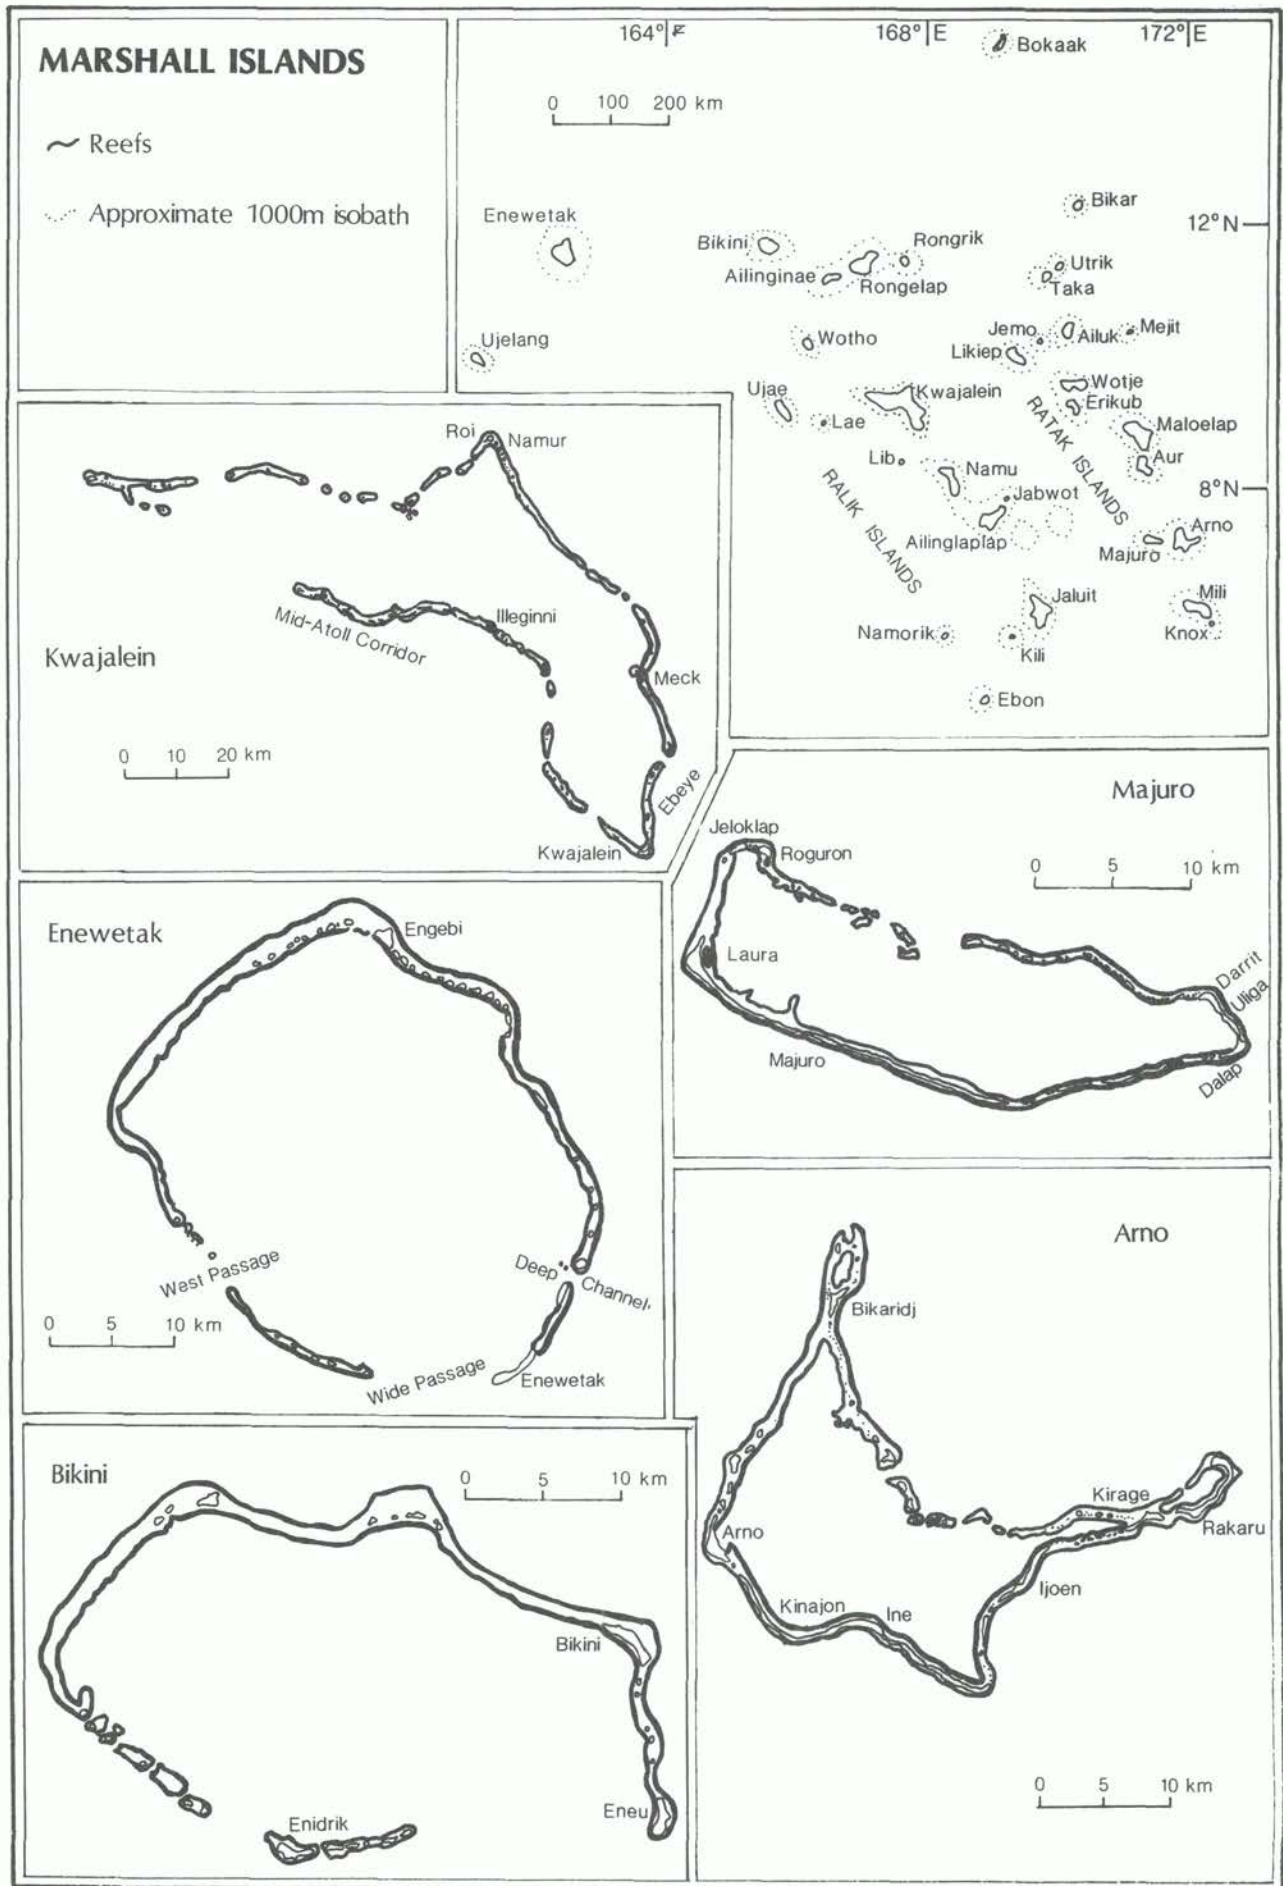 MARSHALL ISLANDS
Reefs
Approximate 1000m isobath
164° E
168° E
172° E
Bokaak
0 100 200 km
Bikar
12°N
Enewetak
Bikini
Rongrik
Ailinginae
Rongelap
Utrik
Taka
Ujelang
Wotho
Jemo
Ailuk
Mejit
Likiep
Ujae
Kwajalein
Wotje
Erikub
Lae
Maloelap
Lib
Namu
Aur
RATAK ISLANDS
Jabwot
8°N
RALIK ISLANDS
Ailinglaplap
Arno
Majuro
Jaluit
Mili
Namorik
Kili
Knox
Ebon
Roi
Namur
Mid-Atoll Corridor
Illeginni
Kwajalein
Meck
0 10 20 km
Ebeye
Kwajalein
Majuro
Jeloklap
Roguron
0 5 10 km
Laura
Darrit
Uliga
Majuro
Dalap
Enewetak
Engebi
West Passage
Deep Channel
0 5 10 km
Wide Passage
Enewetak
Arno
Bikaridj
Kirage
Arno
Rakaru
Ijoen
Kinajon
Ine
0 5 10 km
Bikini
0 5 10 km
Bikini
Eneu
Enidrik